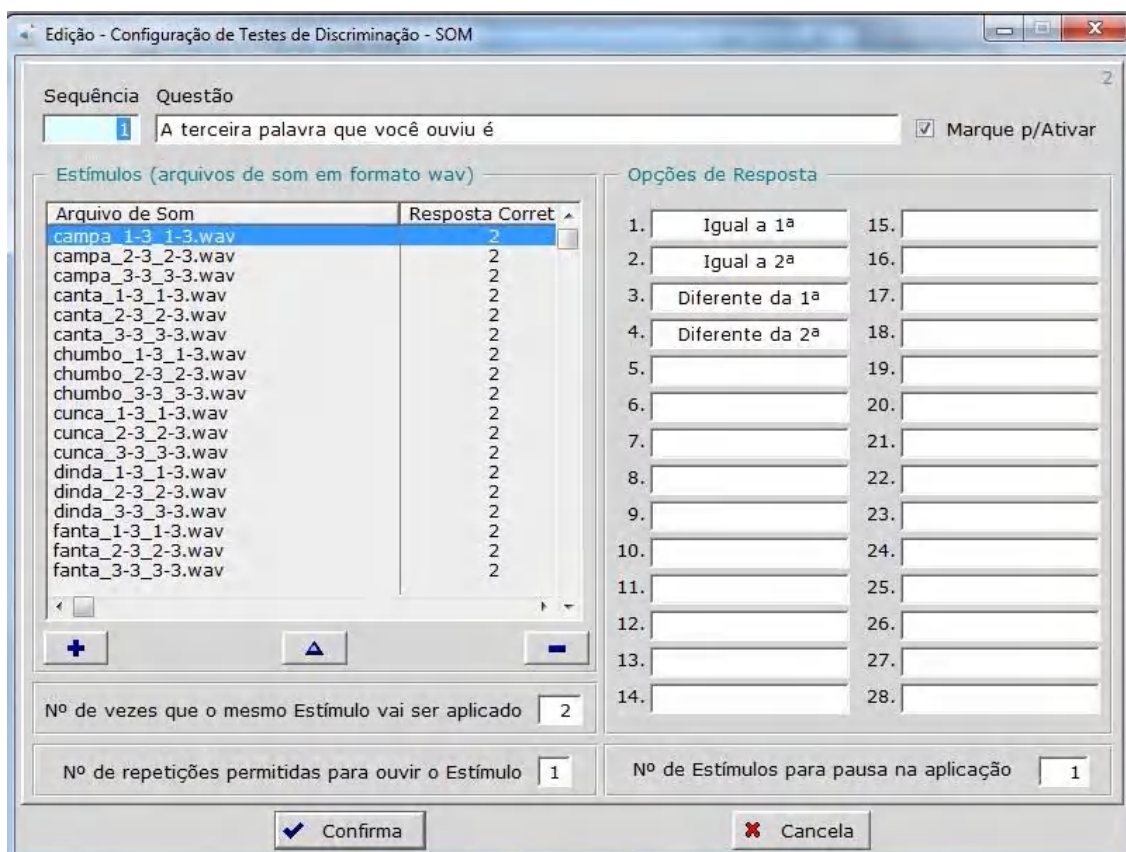 Edição - Configuração de Testes de Discriminação - SOM
2
Sequência Questão
1 A terceira palavra que você ouviu é Marque p/Ativar
Estímulos (arquivos de som em formato wav)
Arquivo de Som Resposta Corret
campa_1-3_1-3.wav 2
campa_2-3_2-3.wav 2
campa_3-3_3-3.wav 2
canta_1-3_1-3.wav 2
canta_2-3_2-3.wav 2
canta_3-3_3-3.wav 2
chumbo_1-3_1-3.wav 2
chumbo_2-3_2-3.wav 2
chumbo_3-3_3-3.wav 2
cunca_1-3_1-3.wav 2
cunca_2-3_2-3.wav 2
cunca_3-3_3-3.wav 2
dinda_1-3_1-3.wav 2
dinda_2-3_2-3.wav 2
dinda_3-3_3-3.wav 2
fanta_1-3_1-3.wav 2
fanta_2-3_2-3.wav 2
fanta_3-3_3-3.wav 2
Nº de vezes que o mesmo Estímulo vai ser aplicado 2
Nº de repetições permitidas para ouvir o Estímulo 1
Opções de Resposta
1. Igual a 1ª 15.
2. Igual a 2ª 16.
3. Diferente da 1ª 17.
4. Diferente da 2ª 18.
5. 19.
6. 20.
7. 21.
8. 22.
9. 23.
10. 24.
11. 25.
12. 26.
13. 27.
14. 28.
Nº de Estímulos para pausa na aplicação 1
Confirma Cancela